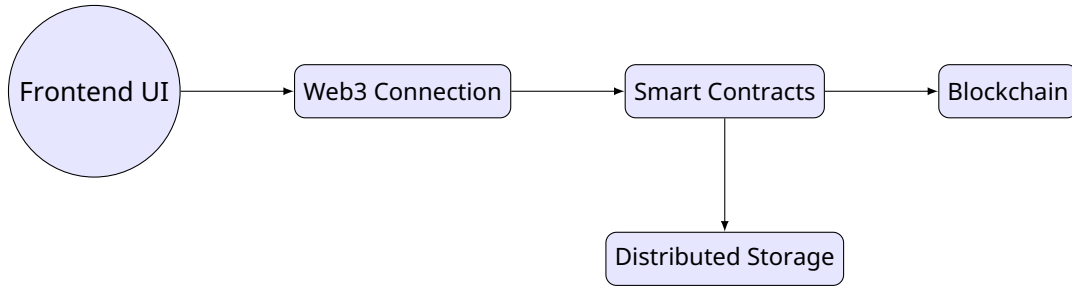 Frontend UI
Web3 Connection
Smart Contracts
Blockchain
Distributed Storage